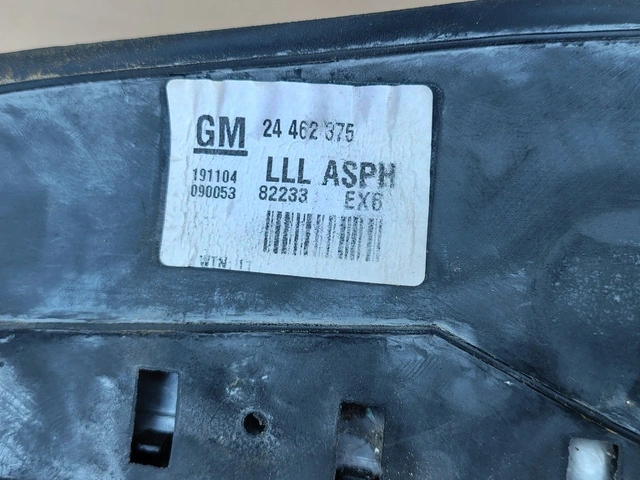 GM 24 462 375
191104 LLL ASPH
090053 82233 EX6